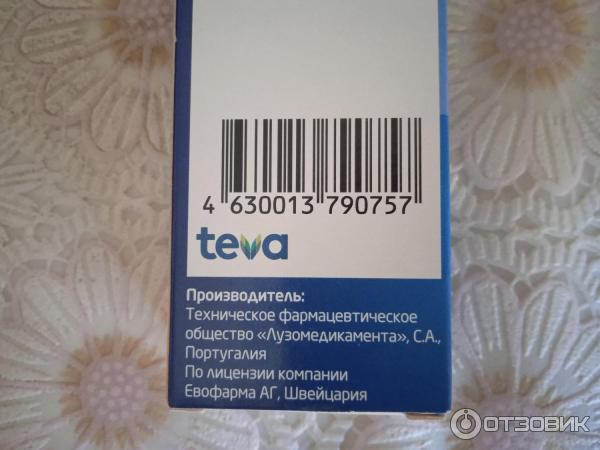 4 630013 790757
teva
Производитель:
Техническое фармацевтическое
общество «Лузомедикамента», С.А.,
Португалия
По лицензии компании
Евофарма АГ, Швейцария
ОТЗОВИК